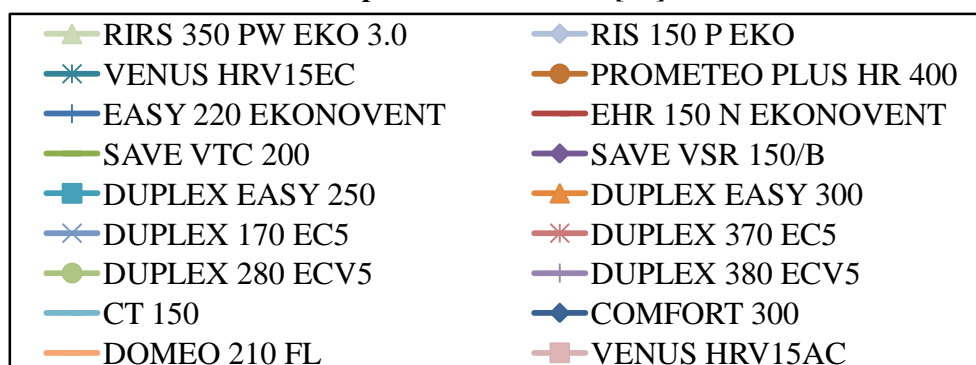 RIRS 350 PW EKO 3.0 RIS 150 P EKO
VENUS HRV15EC PROMETEO PLUS HR 400
EASY 220 EKONOVENT EHR 150 N EKONOVENT
SAVE VTC 200 SAVE VSR 150/B
DUPLEX EASY 250 DUPLEX EASY 300
DUPLEX 170 EC5 DUPLEX 370 EC5
DUPLEX 280 ECV5 DUPLEX 380 ECV5
CT 150 COMFORT 300
DOMEO 210 FL VENUS HRV15AC